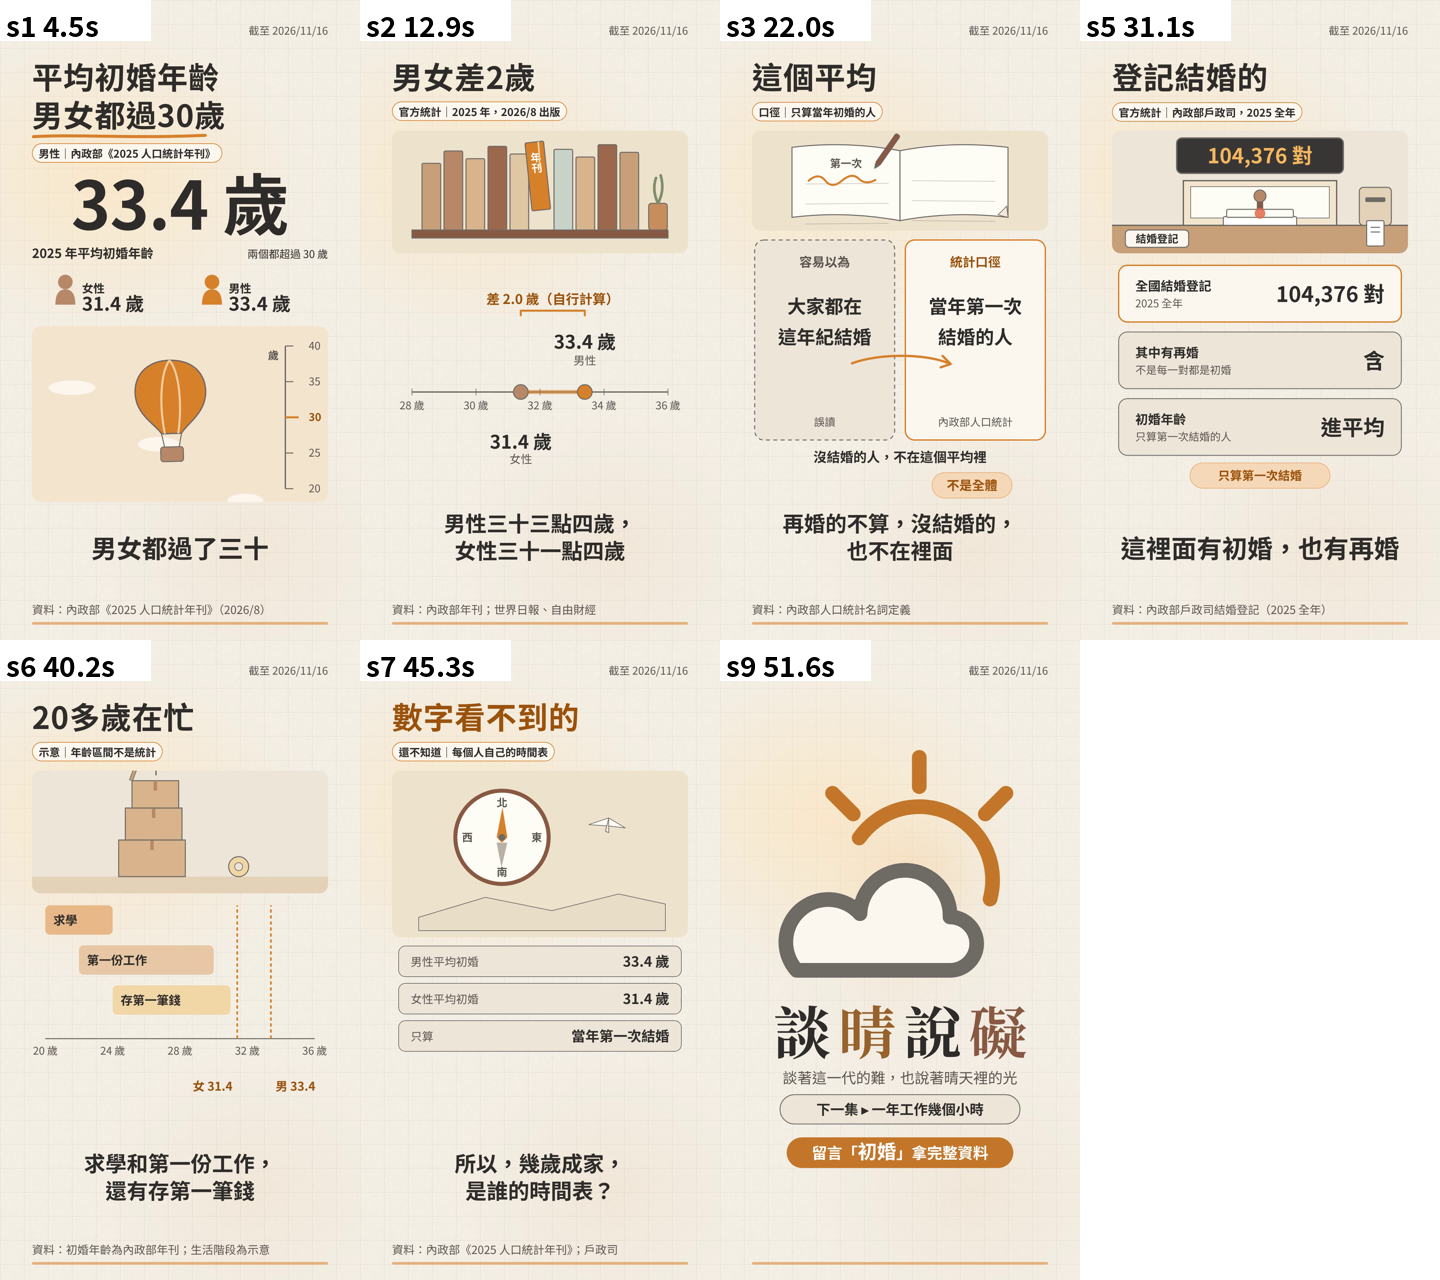 s1 4.5s
截至 2026/11/16
平均初婚年齡
男女都過30歲
男性｜內政部《2025 人口統計年刊》
33.4 歲
2025 年平均初婚年齡
兩個都超過 30 歲
女性
31.4 歲
男性
33.4 歲
歲
40
35
30
25
20
男女都過了三十
資料：內政部《2025 人口統計年刊》（2026/8）
s2 12.9s
截至 2026/11/16
男女差2歲
官方統計｜2025 年，2026/8 出版
年刊
差 2.0 歲（自行計算）
33.4 歲
男性
28 歲
30 歲
32 歲
34 歲
36 歲
31.4 歲
女性
男性三十三點四歲，
女性三十一點四歲
資料：內政部年刊；世界日報、自由財經
s3 22.0s
截至 2026/11/16
這個平均
口徑｜只算當年初婚的人
第一次
容易以為
大家都在
這年紀結婚
誤讀
統計口徑
當年第一次
結婚的人
內政部人口統計
沒結婚的人，不在這個平均裡
不是全體
再婚的不算，沒結婚的，
也不在裡面
資料：內政部人口統計名詞定義
s5 31.1s
截至 2026/11/16
登記結婚的
官方統計｜內政部戶政司，2025 全年
104,376 對
結婚登記
全國結婚登記
2025 全年
104,376 對
其中有再婚
不是每一對都是初婚
含
初婚年齡
只算第一次結婚的人
進平均
只算第一次結婚
這裡面有初婚，也有再婚
資料：內政部戶政司結婚登記（2025 全年）
s6 40.2s
截至 2026/11/16
20多歲在忙
示意｜年齡區間不是統計
求學
第一份工作
存第一筆錢
20 歲
24 歲
28 歲
32 歲
36 歲
女 31.4
男 33.4
求學和第一份工作，
還有存第一筆錢
資料：初婚年齡為內政部年刊；生活階段為示意
s7 45.3s
截至 2026/11/16
數字看不到的
還不知道｜每個人自己的時間表
北
西
東
南
男性平均初婚
33.4 歲
女性平均初婚
31.4 歲
只算
當年第一次結婚
所以，幾歲成家，
是誰的時間表？
資料：內政部《2025 人口統計年刊》；戶政司
s9 51.6s
截至 2026/11/16
談晴說礙
談著這一代的難，也說著晴天裡的光
下一集 ▸ 一年工作幾個小時
留言「初婚」拿完整資料